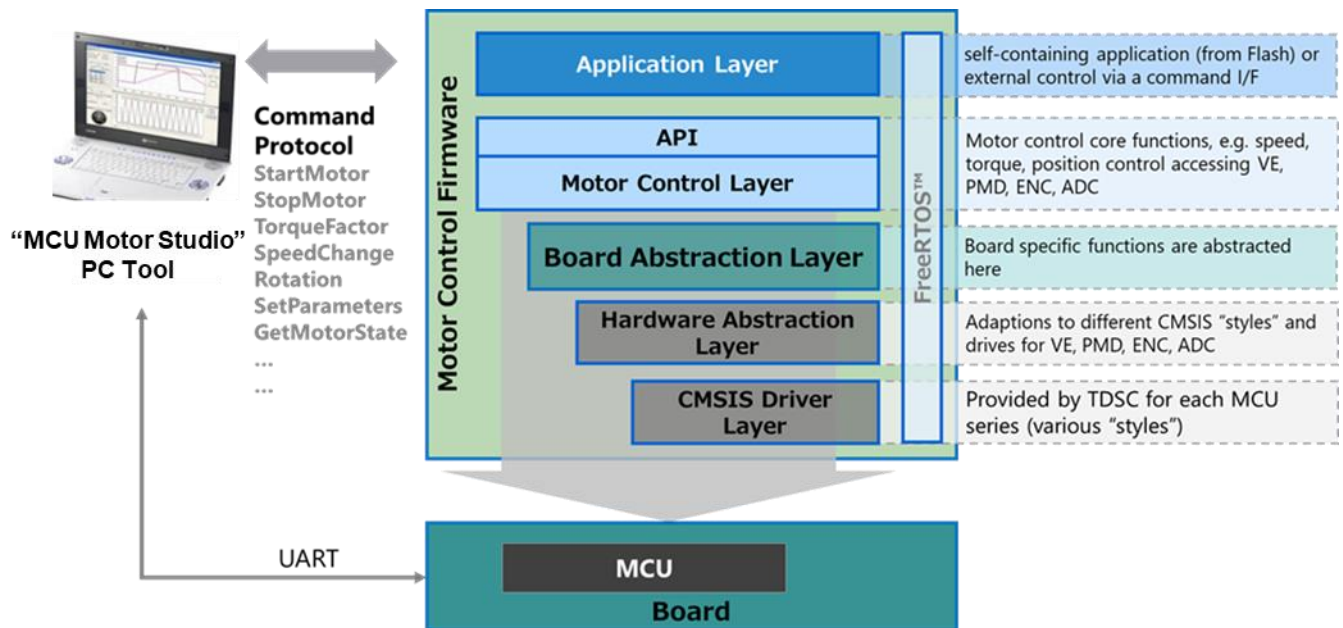 Command
Protocol
StartMotor
StopMotor
TorqueFactor
SpeedChange
Rotation
SetParameters
GetMotorState
...
...
“MCU Motor Studio”
PC Tool
UART
Motor Control Firmware
Application Layer
API
Motor Control Layer
Board Abstraction Layer
Hardware Abstraction
Layer
CMSIS Driver
Layer
FreeRTOS™
self-containing application (from Flash) or
external control via a command I/F
Motor control core functions, e.g. speed,
torque, position control accessing VE,
PMD, ENC, ADC
Board specific functions are abstracted
here
Adaptions to different CMSIS “styles” and
drives for VE, PMD, ENC, ADC
Provided by TDSC for each MCU
series (various “styles”)
MCU
Board